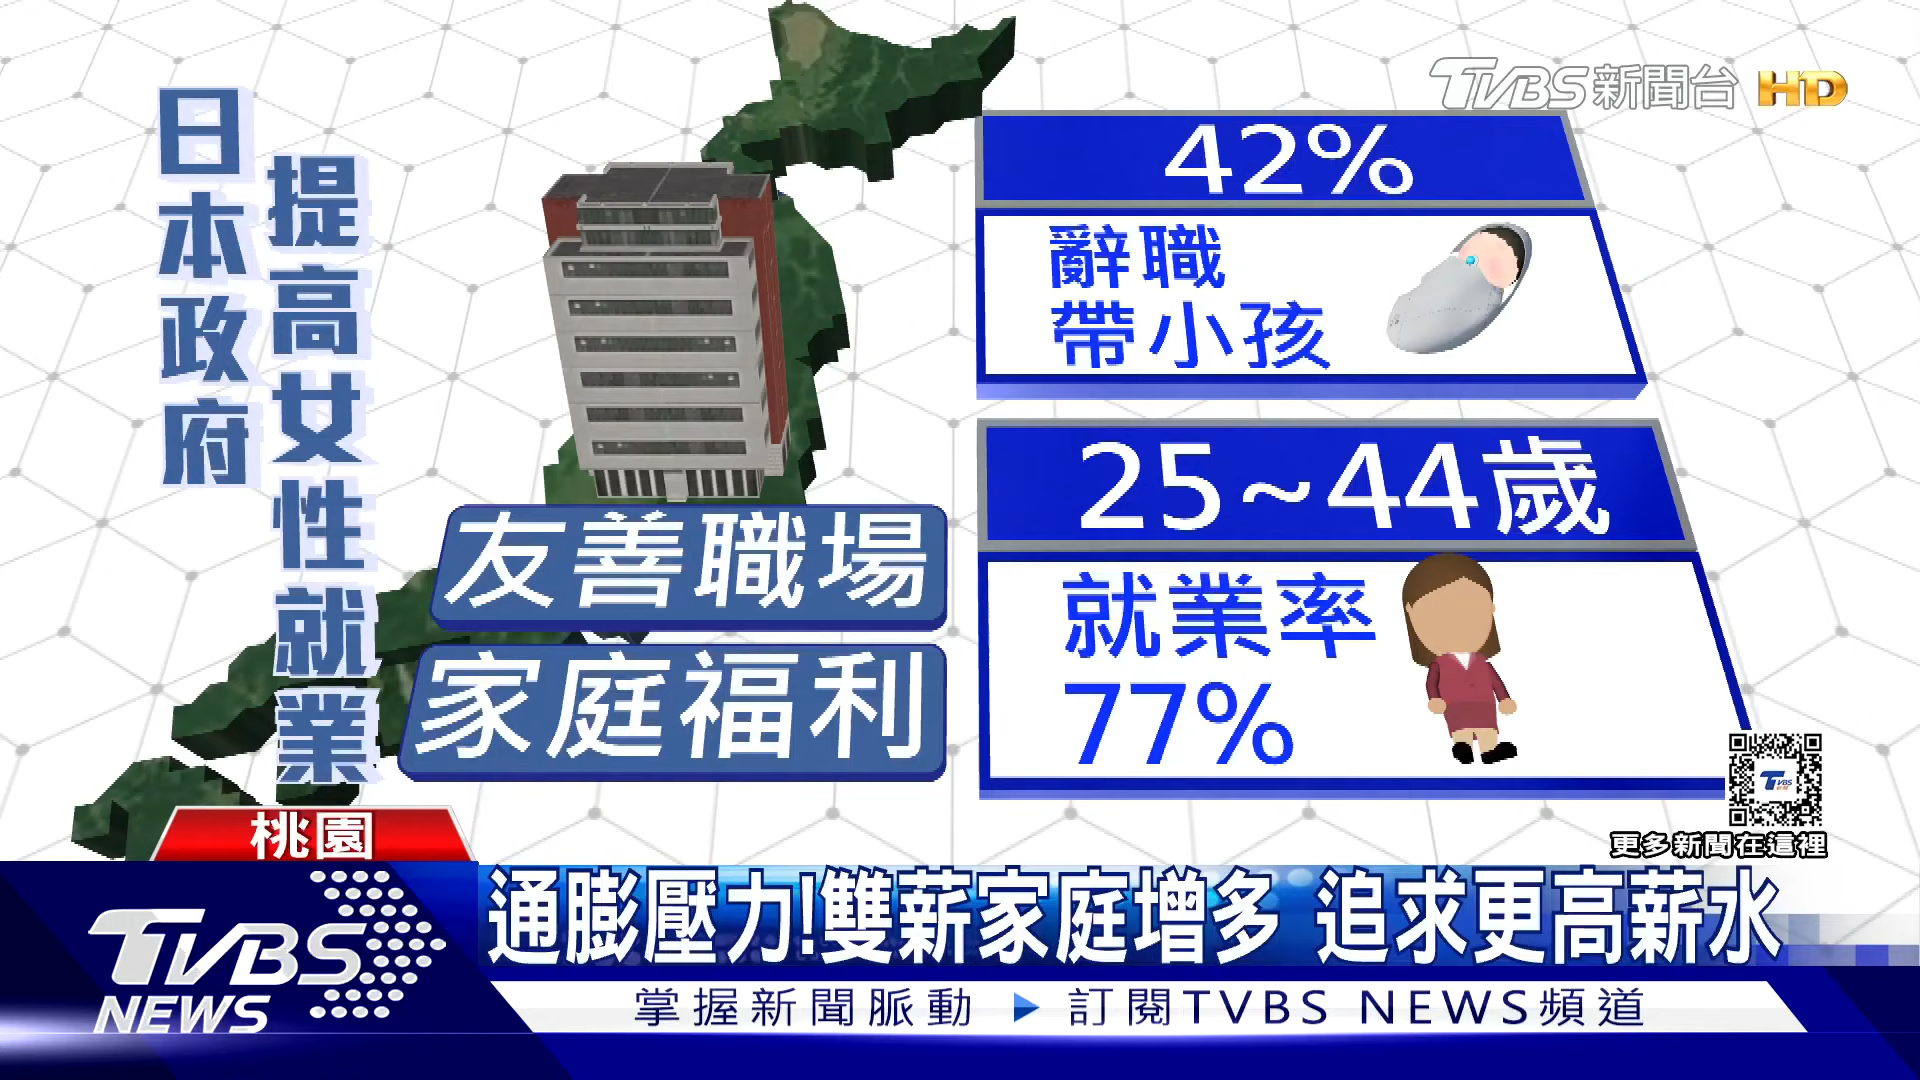 TVBS新聞台 HD
日本政府
提高女性就業
42%
辭職
帶小孩
友善職場
家庭福利
25~44歲
就業率
77%
TVBS
新聞
更多新聞在這裡
桃園
通膨壓力!雙薪家庭增多 追求更高薪水
TVBS
NEWS
掌握新聞脈動 ▶ 訂閱TVBS NEWS頻道